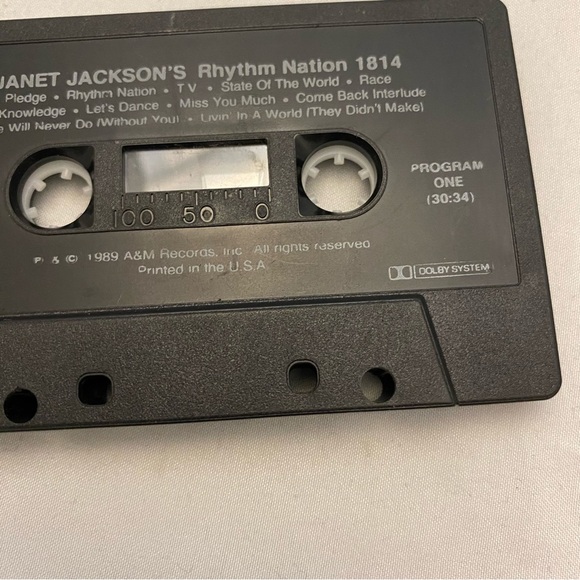 JANET JACKSON'S Rhythm Nation 1814
Pledge • Rhythm Nation • T V • State Of The World • Race
Knowledge • Let's Dance • Miss You Much • Come Back Interlude
Will Never Do (Without You) • Livin' In A World (They Didn't Make)
PROGRAM
ONE
(30:34)
100 50 0
℗ & © 1989 A&M Records, Inc. All rights reserved
Printed in the U.S.A.
DOLBY SYSTEM